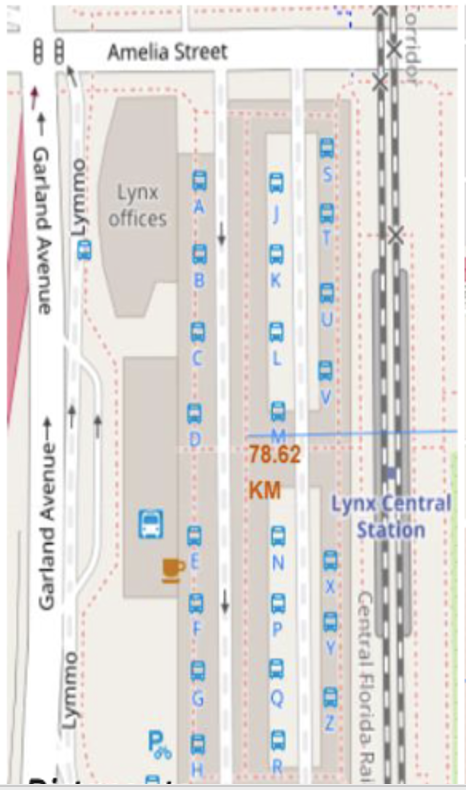 Corridor
Amelia Street
Garland Avenue
Lymmo
Lynx
offices
A
J
S
T
B
K
U
C
L
V
D
M
78.62
KM
Garland Avenue
Lynx Central
Station
E
N
X
F
P
Y
Central Florida Rai
G
Q
Z
Lymmo
H
R